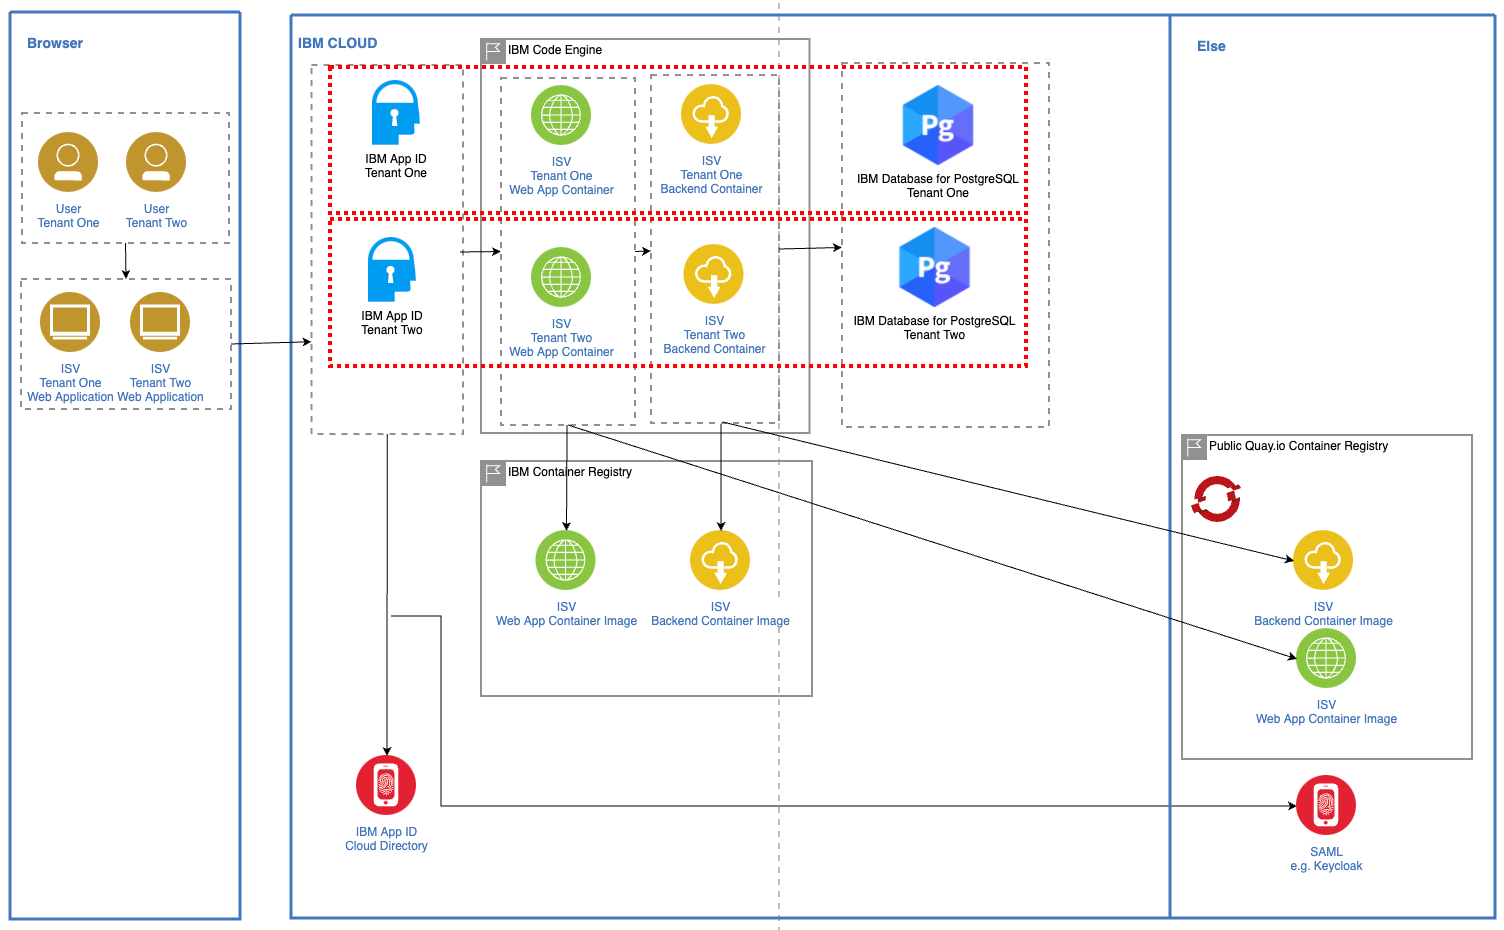 Browser
User
Tenant One
User
Tenant Two
ISV
Tenant One
Web Application
ISV
Tenant Two
Web Application
IBM CLOUD
IBM App ID
Tenant One
IBM App ID
Tenant Two
IBM Code Engine
ISV
Tenant One
Web App Container
ISV
Tenant One
Backend Container
ISV
Tenant Two
Web App Container
ISV
Tenant Two
Backend Container
Pg
IBM Database for PostgreSQL
Tenant One
Pg
IBM Database for PostgreSQL
Tenant Two
IBM Container Registry
ISV
Web App Container Image
ISV
Backend Container Image
IBM App ID
Cloud Directory
Else
Public Quay.io Container Registry
ISV
Backend Container Image
ISV
Web App Container Image
SAML
e.g. Keycloak